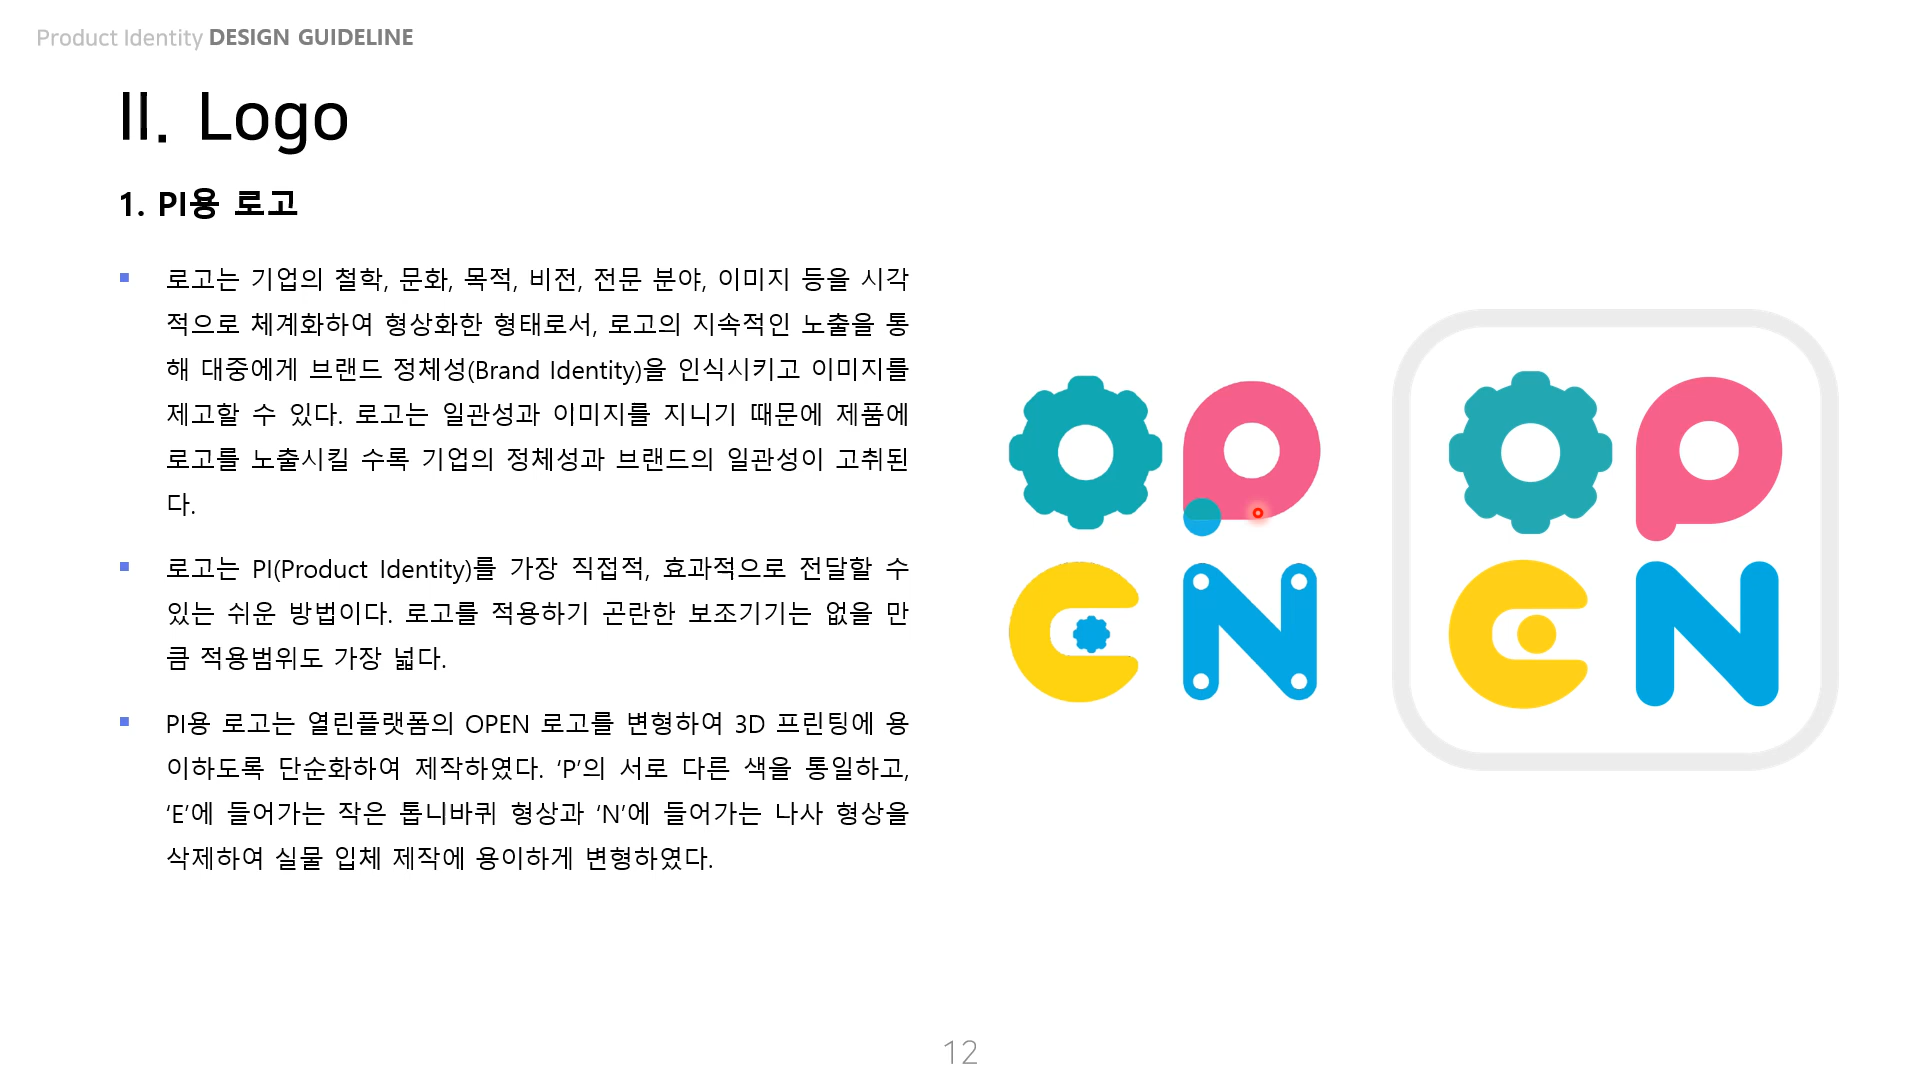 Product Identity DESIGN GUIDELINE
II. Logo
1. PI용 로고
▪ 로고는 기업의 철학, 문화, 목적, 비전, 전문 분야, 이미지 등을 시각
적으로 체계화하여 형상화한 형태로서, 로고의 지속적인 노출을 통
해 대중에게 브랜드 정체성(Brand Identity)을 인식시키고 이미지를
제고할 수 있다. 로고는 일관성과 이미지를 지니기 때문에 제품에
로고를 노출시킬 수록 기업의 정체성과 브랜드의 일관성이 고취된
다.
▪ 로고는 PI(Product Identity)를 가장 직접적, 효과적으로 전달할 수
있는 쉬운 방법이다. 로고를 적용하기 곤란한 보조기기는 없을 만
큼 적용범위도 가장 넓다.
▪ PI용 로고는 열린플랫폼의 OPEN 로고를 변형하여 3D 프린팅에 용
이하도록 단순화하여 제작하였다. ‘P’의 서로 다른 색을 통일하고,
‘E’에 들어가는 작은 톱니바퀴 형상과 ‘N’에 들어가는 나사 형상을
삭제하여 실물 입체 제작에 용이하게 변형하였다.
OP
EN
OP
EN
12